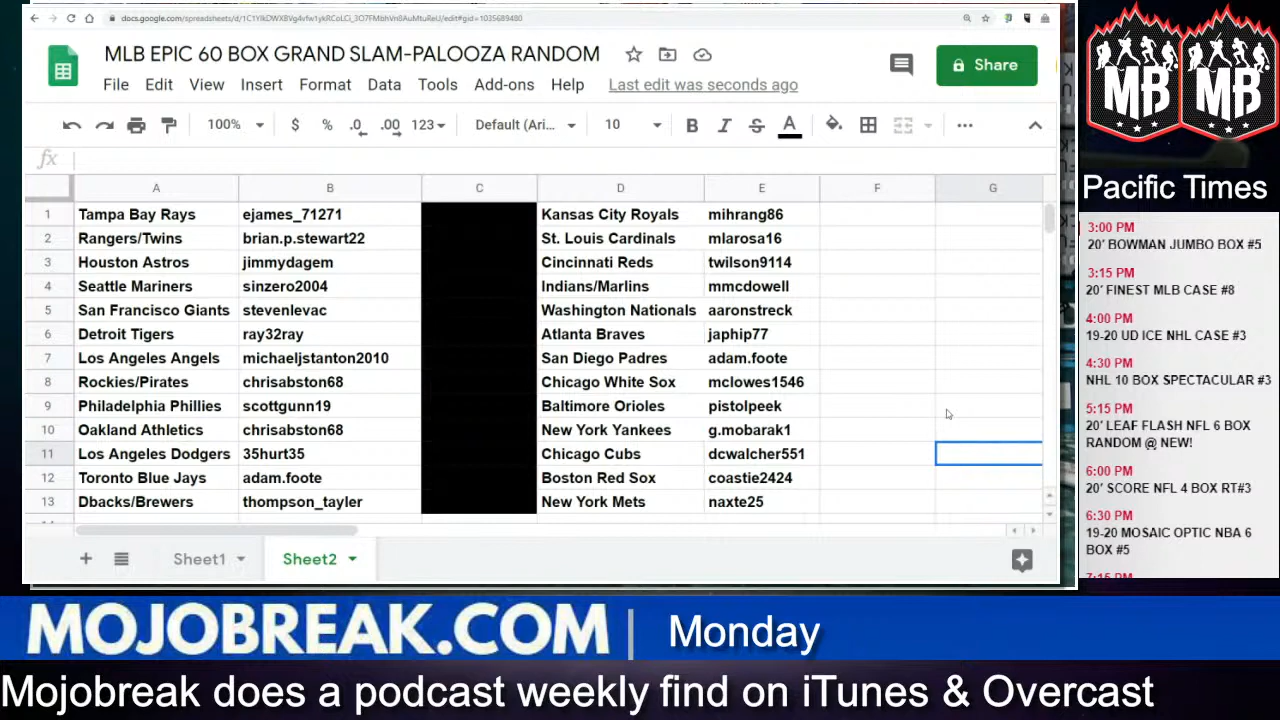 docs.google.com/spreadsheets/d/
MLB EPIC 60 BOX GRAND SLAM-PALOOZA RANDOM
Share
File Edit View Insert Format Data Tools Add-ons Help Last edit was seconds ago
100% $ % .0 .00 123 Default (Ari... 10 B I S A
fx
A B C D E F G
1 Tampa Bay Rays ejames_71271 Kansas City Royals mihrang86
2 Rangers/Twins brian.p.stewart22 St. Louis Cardinals mlarosa16
3 Houston Astros jimmydagem Cincinnati Reds twilson9114
4 Seattle Mariners sinzero2004 Indians/Marlins mmcdowell
5 San Francisco Giants stevenlevac Washington Nationals aaronstreck
6 Detroit Tigers ray32ray Atlanta Braves japhip77
7 Los Angeles Angels michaeljstanton2010 San Diego Padres adam.foote
8 Rockies/Pirates chrisabston68 Chicago White Sox mclowes1546
9 Philadelphia Phillies scottgunn19 Baltimore Orioles pistolpeek
10 Oakland Athletics chrisabston68 New York Yankees g.mobarak1
11 Los Angeles Dodgers 35hurt35 Chicago Cubs dcwalcher551
12 Toronto Blue Jays adam.foote Boston Red Sox coastie2424
13 Dbacks/Brewers thompson_tayler New York Mets naxte25
Sheet1 Sheet2
MB MB
Pacific Times
3:00 PM
20' BOWMAN JUMBO BOX #5
3:15 PM
20' FINEST MLB CASE #8
4:00 PM
19-20 UD ICE NHL CASE #3
4:30 PM
NHL 10 BOX SPECTACULAR #3
5:15 PM
20' LEAF FLASH NFL 6 BOX
RANDOM @ NEW!
6:00 PM
20' SCORE NFL 4 BOX RT#3
6:30 PM
19-20 MOSAIC OPTIC NBA 6
BOX #5
7:15 PM
MOJOBREAK.COM | Monday
Mojobreak does a podcast weekly find on iTunes & Overcast